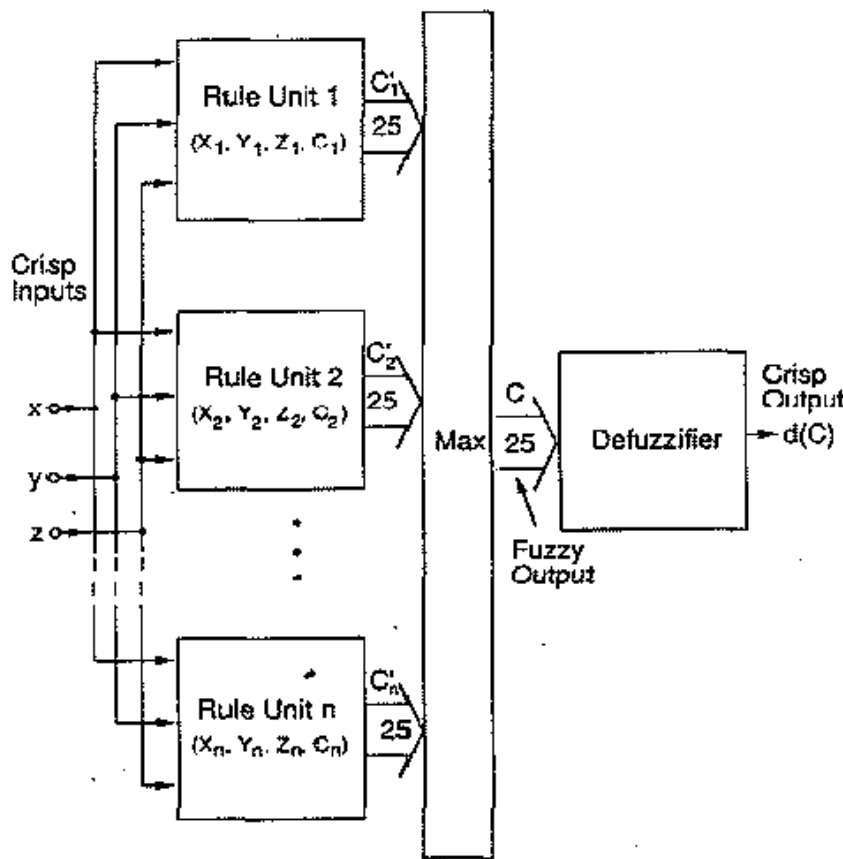 Rule Unit 1
(X₁, Y₁, Z₁, C₁)
C'₁
25
Crisp
Inputs
Rule Unit 2
(X₂, Y₂, Z₂, C₂)
C'₂
25
x
y
z
Max
C
25
Fuzzy
Output
Defuzzifier
Crisp
Output
d(C)
Rule Unit n
(Xₙ, Yₙ, Zₙ, Cₙ)
C'ₙ
25